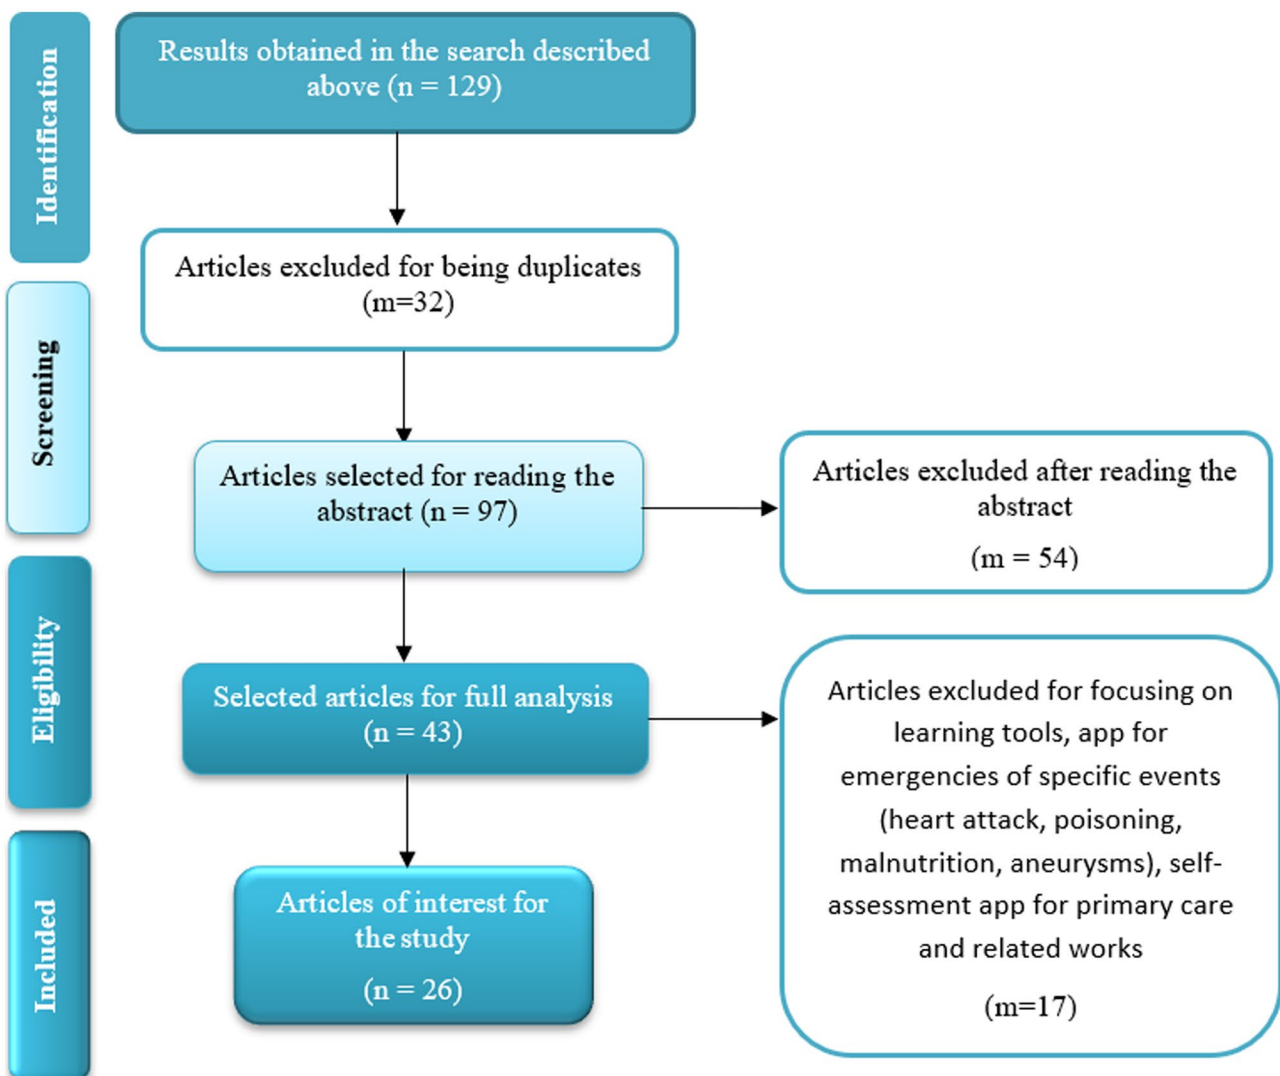 Identification
Results obtained in the search described
above (n = 129)
Articles excluded for being duplicates
(m=32)
Screening
Articles selected for reading the
abstract (n = 97)
Articles excluded after reading the
abstract
(m = 54)
Eligibility
Selected articles for full analysis
(n = 43)
Articles excluded for focusing on
learning tools, app for
emergencies of specific events
(heart attack, poisoning,
malnutrition, aneurysms), self-
assessment app for primary care
and related works
(m=17)
Included
Articles of interest for
the study
(n = 26)